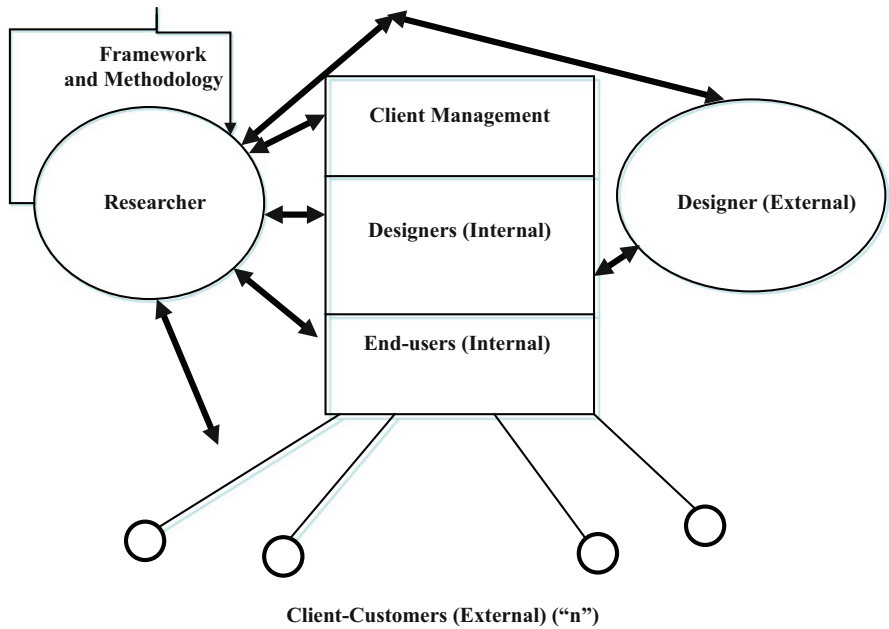 Framework
and Methodology
Client Management
Researcher
Designer (External)
Designers (Internal)
End-users (Internal)
Client-Customers (External) (“n”)